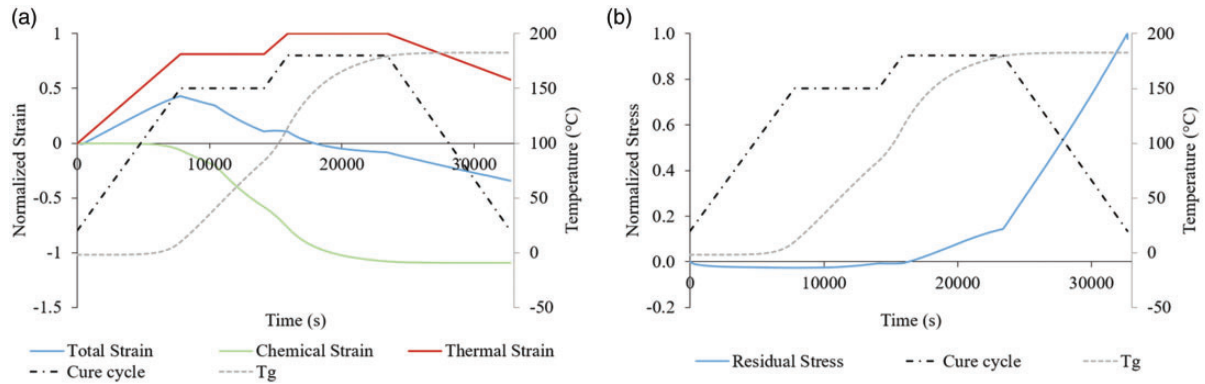 (a)
Normalized Strain
1
0.5
0
-0.5
-1
-1.5
10000
20000
30000
200
150
100
50
0
-50
Temperature (°C)
Time (s)
Total Strain
Chemical Strain
Thermal Strain
Cure cycle
Tg
(b)
Normalized Stress
1.0
0.8
0.6
0.4
0.2
0.0
-0.2
0
10000
20000
30000
200
150
100
50
0
-50
Temperature (°C)
Time (s)
Residual Stress
Cure cycle
Tg